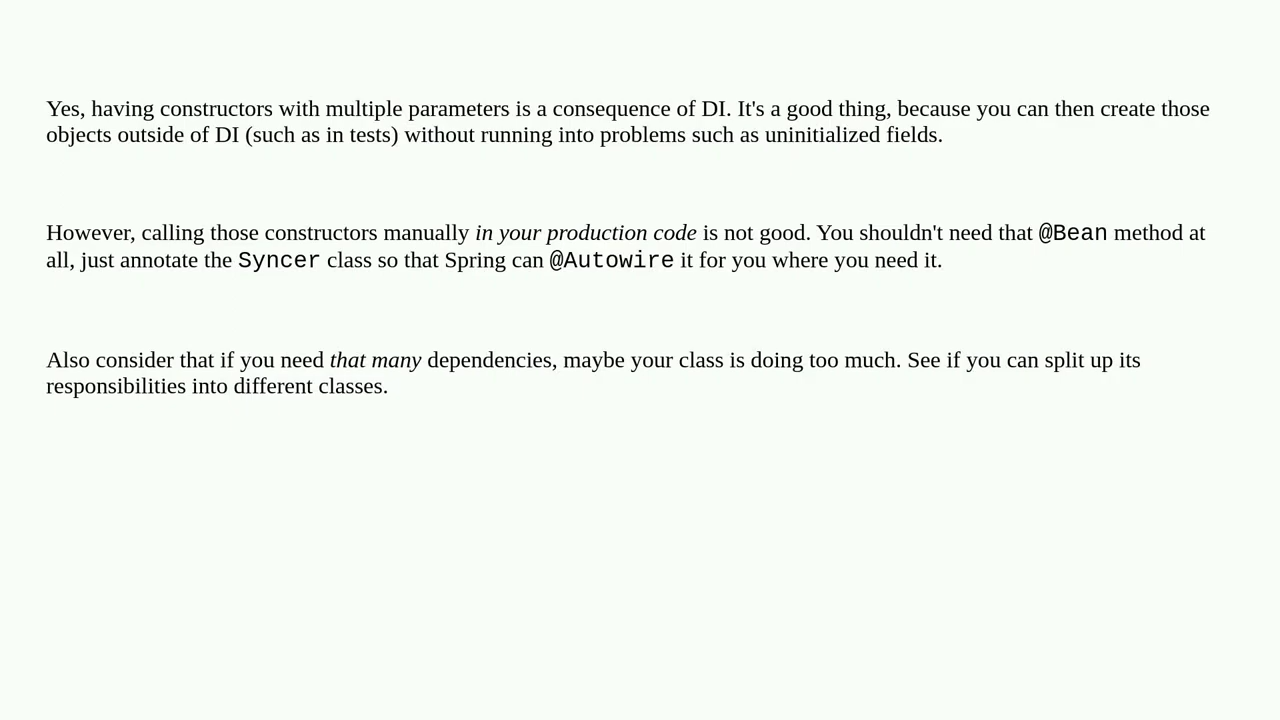 Yes, having constructors with multiple parameters is a consequence of DI. It's a good thing, because you can then create those
objects outside of DI (such as in tests) without running into problems such as uninitialized fields.
However, calling those constructors manually in your production code is not good. You shouldn't need that @Bean method at
all, just annotate the Syncer class so that Spring can @Autowire it for you where you need it.
Also consider that if you need that many dependencies, maybe your class is doing too much. See if you can split up its
responsibilities into different classes.